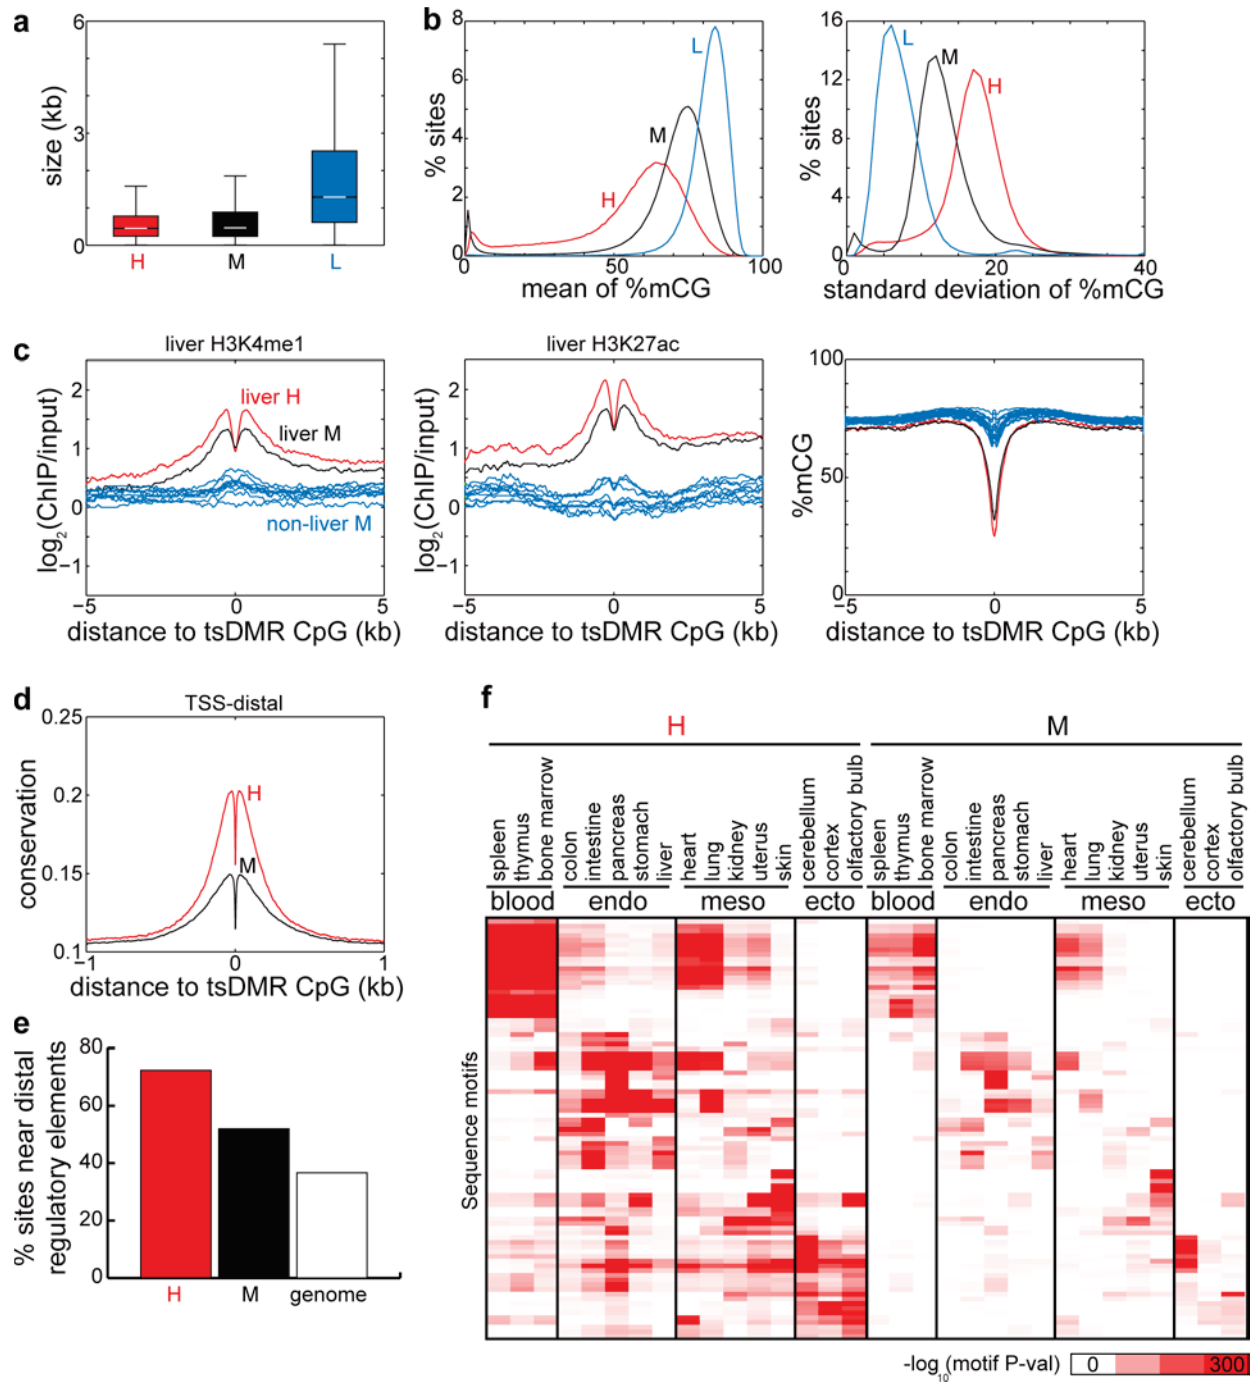 a
size (kb)
6
3
0
H
M
L
b
% sites
8
6
4
2
0
L
M
H
0
50
100
mean of %mCG
% sites
16
12
8
4
0
L
M
H
0
20
40
standard deviation of %mCG
c
liver H3K4me1
log2(ChIP/input)
2
1
0
−1
liver H
liver M
non-liver M
−5
0
5
distance to tsDMR CpG (kb)
liver H3K27ac
log2(ChIP/input)
2
1
0
−1
−5
0
5
distance to tsDMR CpG (kb)
%mCG
100
50
0
−5
0
5
distance to tsDMR CpG (kb)
d
TSS-distal
conservation
0.25
0.2
0.15
0.1
H
M
−1
0
1
distance to tsDMR CpG (kb)
e
% sites near distal
regulatory elements
80
60
40
20
0
H
M
genome
f
H
M
spleen
thymus
bone marrow
colon
intestine
pancreas
stomach
liver
heart
lung
kidney
uterus
skin
cerebellum
cortex
olfactory bulb
spleen
thymus
bone marrow
colon
intestine
pancreas
stomach
liver
heart
lung
kidney
uterus
skin
cerebellum
cortex
olfactory bulb
blood endo meso ecto blood endo meso ecto
Sequence motifs
-log10(motif P-val) 0 300